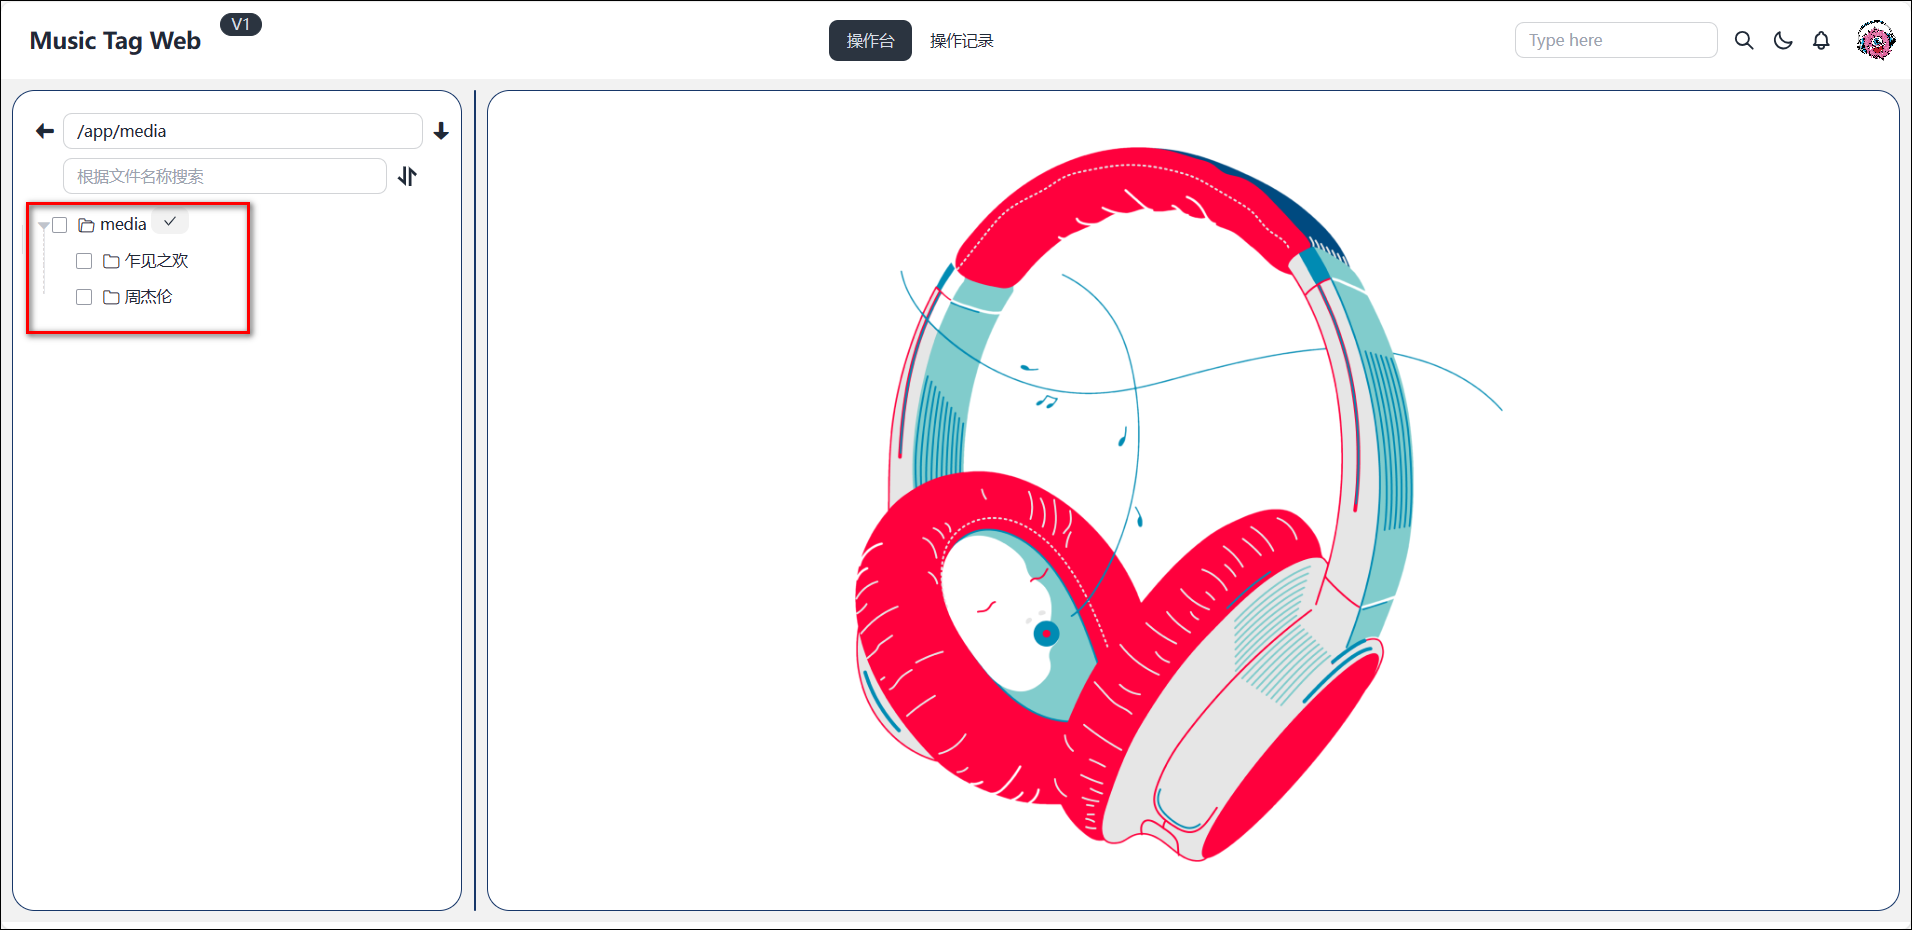 Music Tag Web V1
操作台 操作记录
Type here
/app/media
根据文件名称搜索
media
乍见之欢
周杰伦